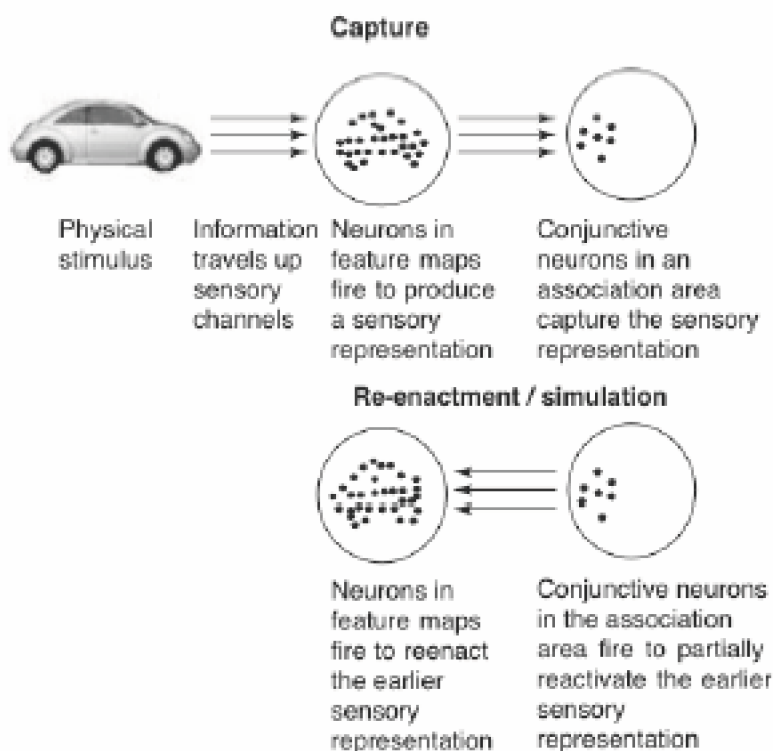 Capture
Physical
stimulus
Information
travels up
sensory
channels
Neurons in
feature maps
fire to produce
a sensory
representation
Conjunctive
neurons in an
association area
capture the sensory
representation
Re-enactment / simulation
Neurons in
feature maps
fire to reenact
the earlier
sensory
representation
Conjunctive neurons
in the association
area fire to partially
reactivate the earlier
sensory
representation